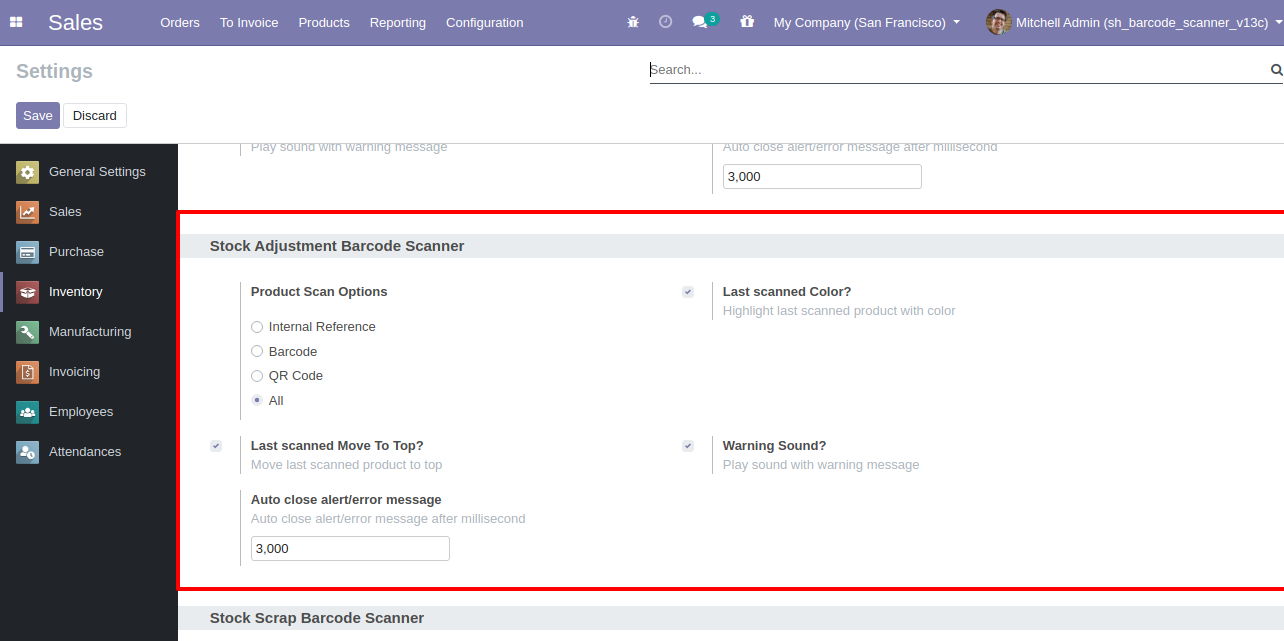 Sales Orders To Invoice Products Reporting Configuration 3 My Company (San Francisco) Mitchell Admin (sh_barcode_scanner_v13c)
Settings Search...
Save Discard
Play sound with warning message Auto close alert/error message after millisecond
General Settings 3,000
Sales
Stock Adjustment Barcode Scanner
Purchase
Inventory Product Scan Options Last scanned Color?
Highlight last scanned product with color
Manufacturing Internal Reference
Barcode
Invoicing QR Code
All
Employees
Attendances Last scanned Move To Top? Warning Sound?
Move last scanned product to top Play sound with warning message
Auto close alert/error message
Auto close alert/error message after millisecond
3,000
Stock Scrap Barcode Scanner